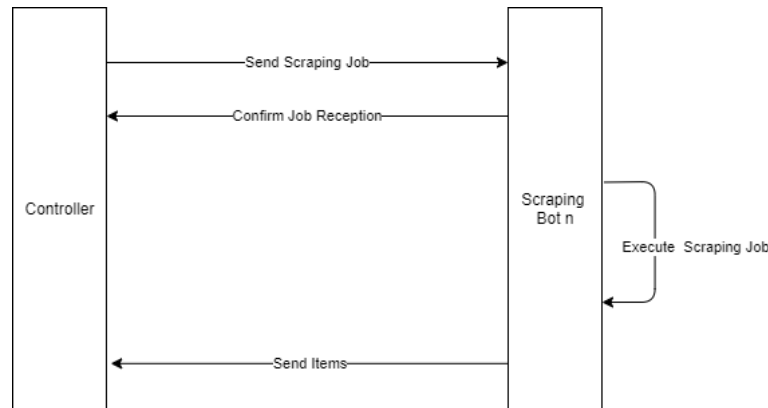 Send Scraping Job
Confirm Job Reception
Controller
Scraping
Bot n
Execute Scraping Job
Send Items